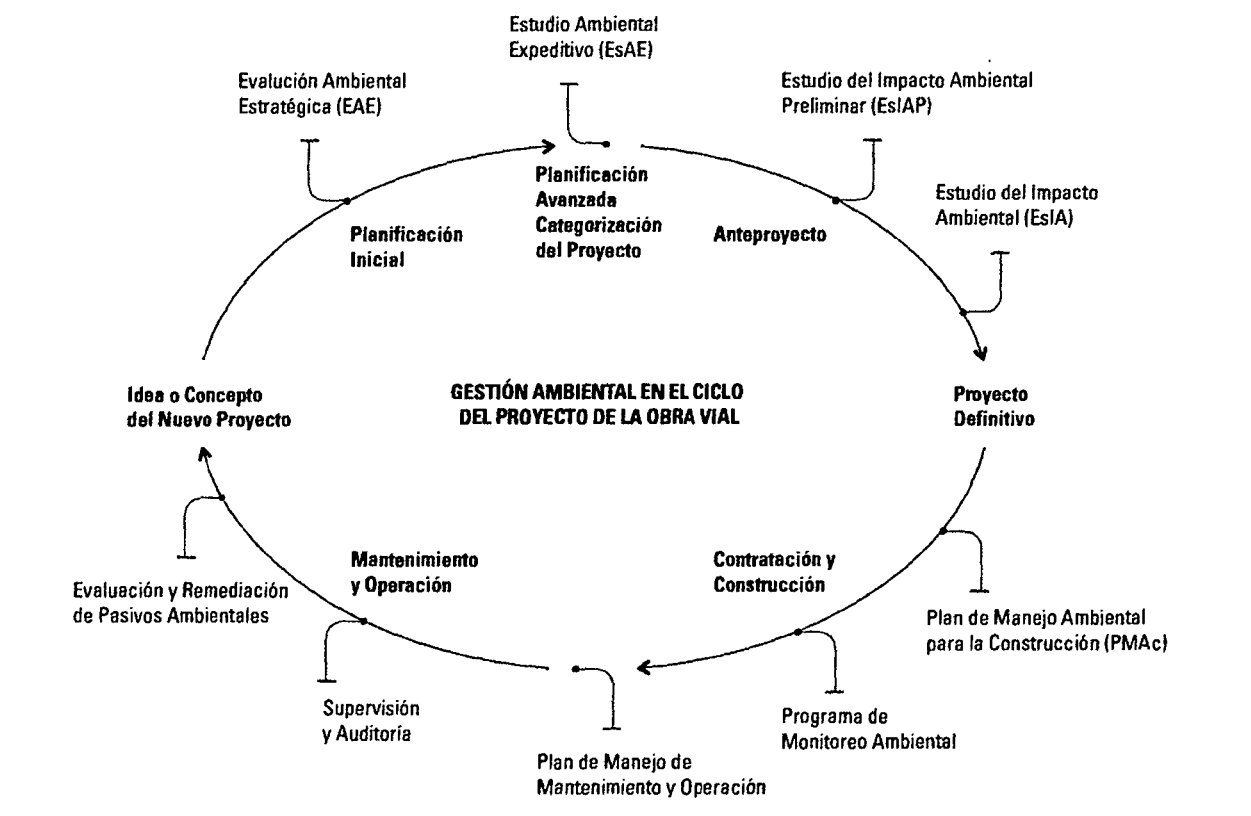 Estudio Ambiental
Expeditivo (EsAE)
Evalución Ambiental
Estratégica (EAE)
Estudio del Impacto Ambiental
Preliminar (EsIAP)
Estudio del Impacto
Ambiental (EsIA)
Planificación
Avanzada
Categorización
del Proyecto
Planificación
Inicial
Anteproyecto
Idea o Concepto
del Nuevo Proyecto
GESTIÓN AMBIENTAL EN EL CICLO
DEL PROYECTO DE LA OBRA VIAL
Proyecto
Definitivo
Mantenimiento
y Operación
Contratación y
Construcción
Evaluación y Remediación
de Pasivos Ambientales
Plan de Manejo Ambiental
para la Construcción (PMAc)
Supervisión
y Auditoría
Programa de
Monitoreo Ambiental
Plan de Manejo de
Mantenimiento y Operación